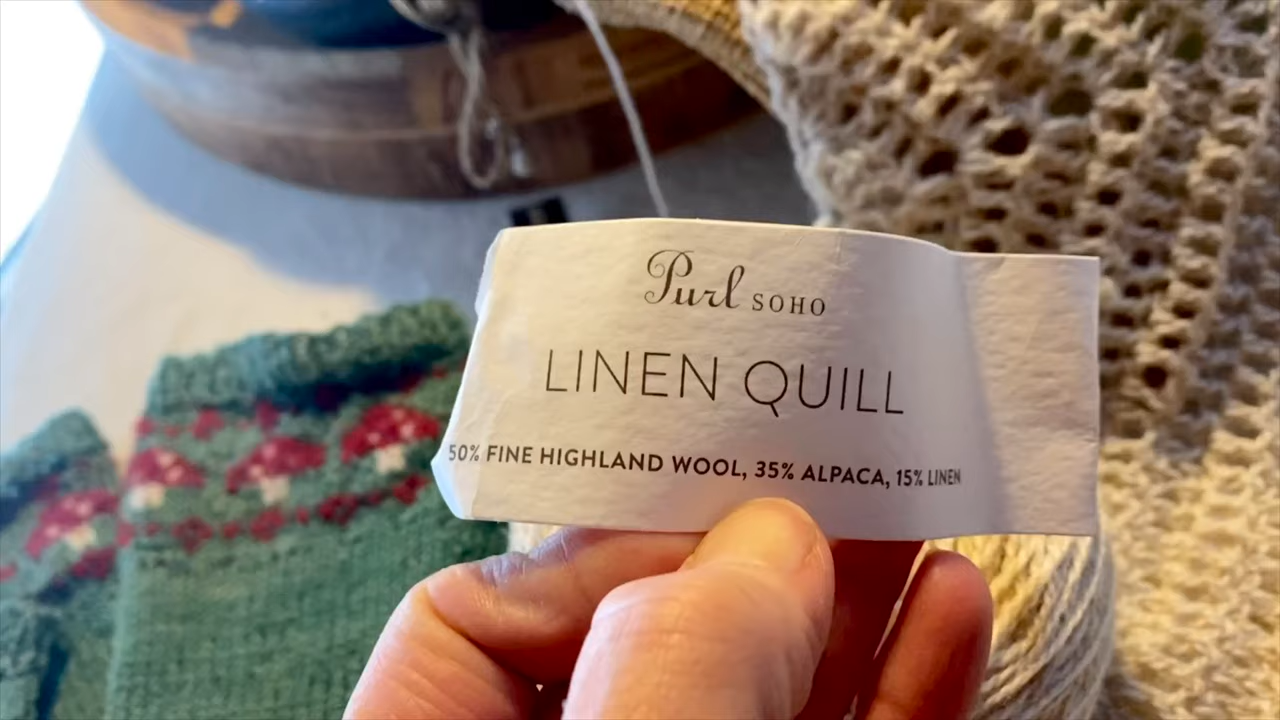 Purl SOHO
LINEN QUILL
50% FINE HIGHLAND WOOL, 35% ALPACA, 15% LINEN